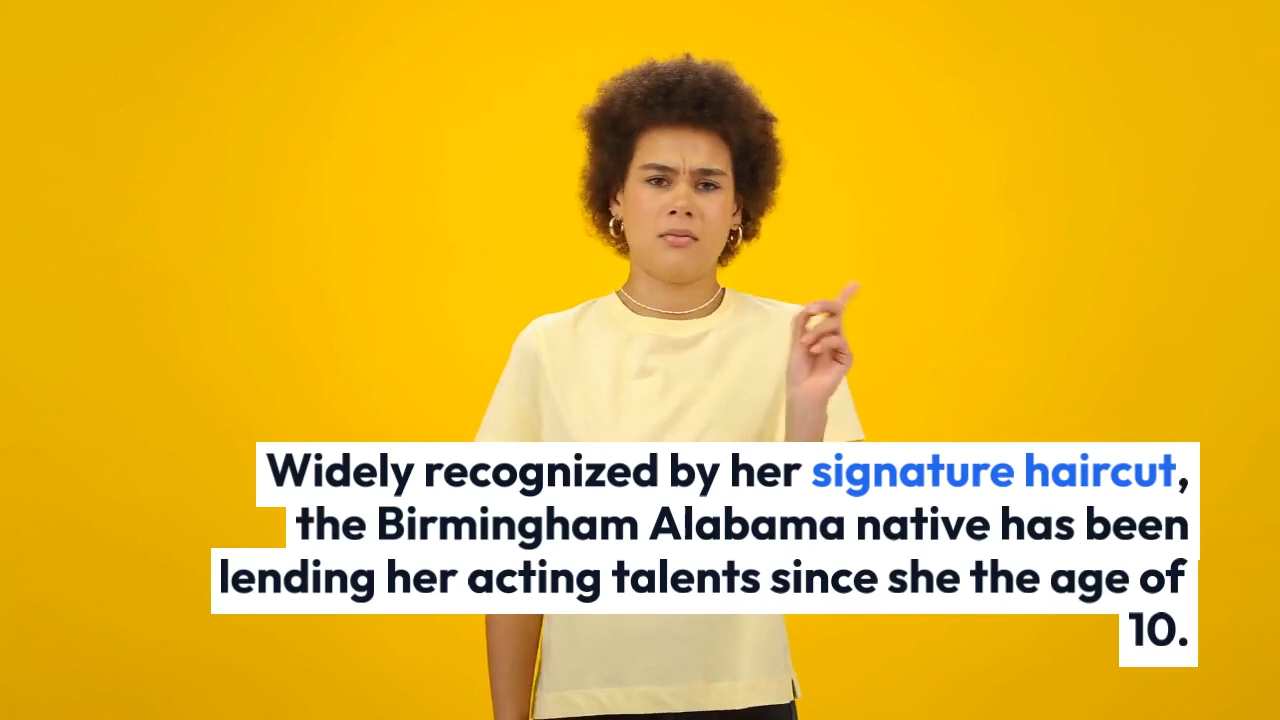 Widely recognized by her signature haircut,
the Birmingham Alabama native has been
lending her acting talents since she the age of
10.